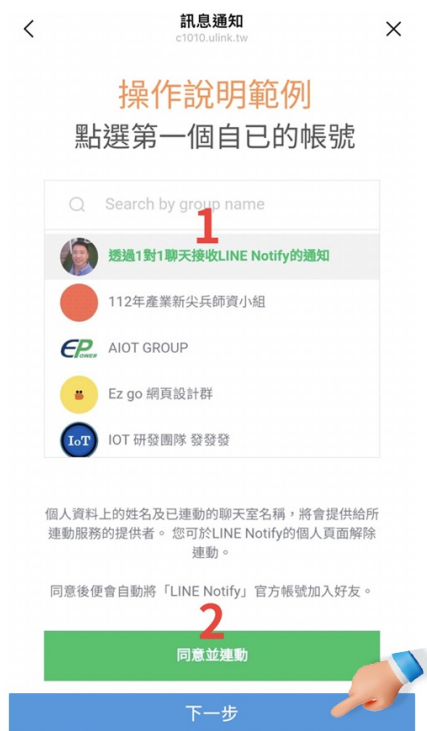 訊息通知
c1010.ulink.tw
操作說明範例
點選第一個自已的帳號
Search by group name
1
透過1對1聊天接收LINE Notify的通知
112年產業新尖兵師資小組
EPOWER
AIOT GROUP
Ez go 網頁設計群
IoT
IOT 研發團隊 發發發
個人資料上的姓名及已連動的聊天室名稱，將會提供給所
連動服務的提供者。 您可於LINE Notify的個人頁面解除
連動。
同意後便會自動將「LINE Notify」官方帳號加入好友。
2
同意並連動
下一步